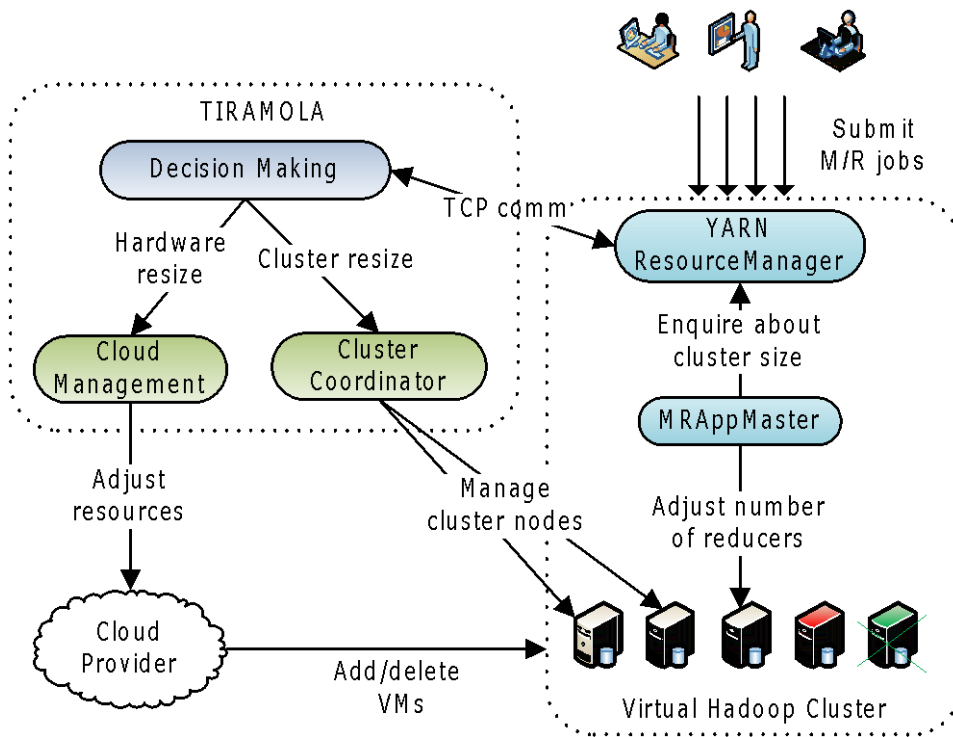 Submit
M/R jobs
TIRAMOLA
Decision Making
TCP comm
YARN
ResourceManager
Hardware
resize
Cluster resize
Enquire about
cluster size
Cloud
Management
Cluster
Coordinator
MRAppMaster
Adjust
resources
Manage
cluster nodes
Adjust number
of reducers
Cloud
Provider
Add/delete
VMs
Virtual Hadoop Cluster